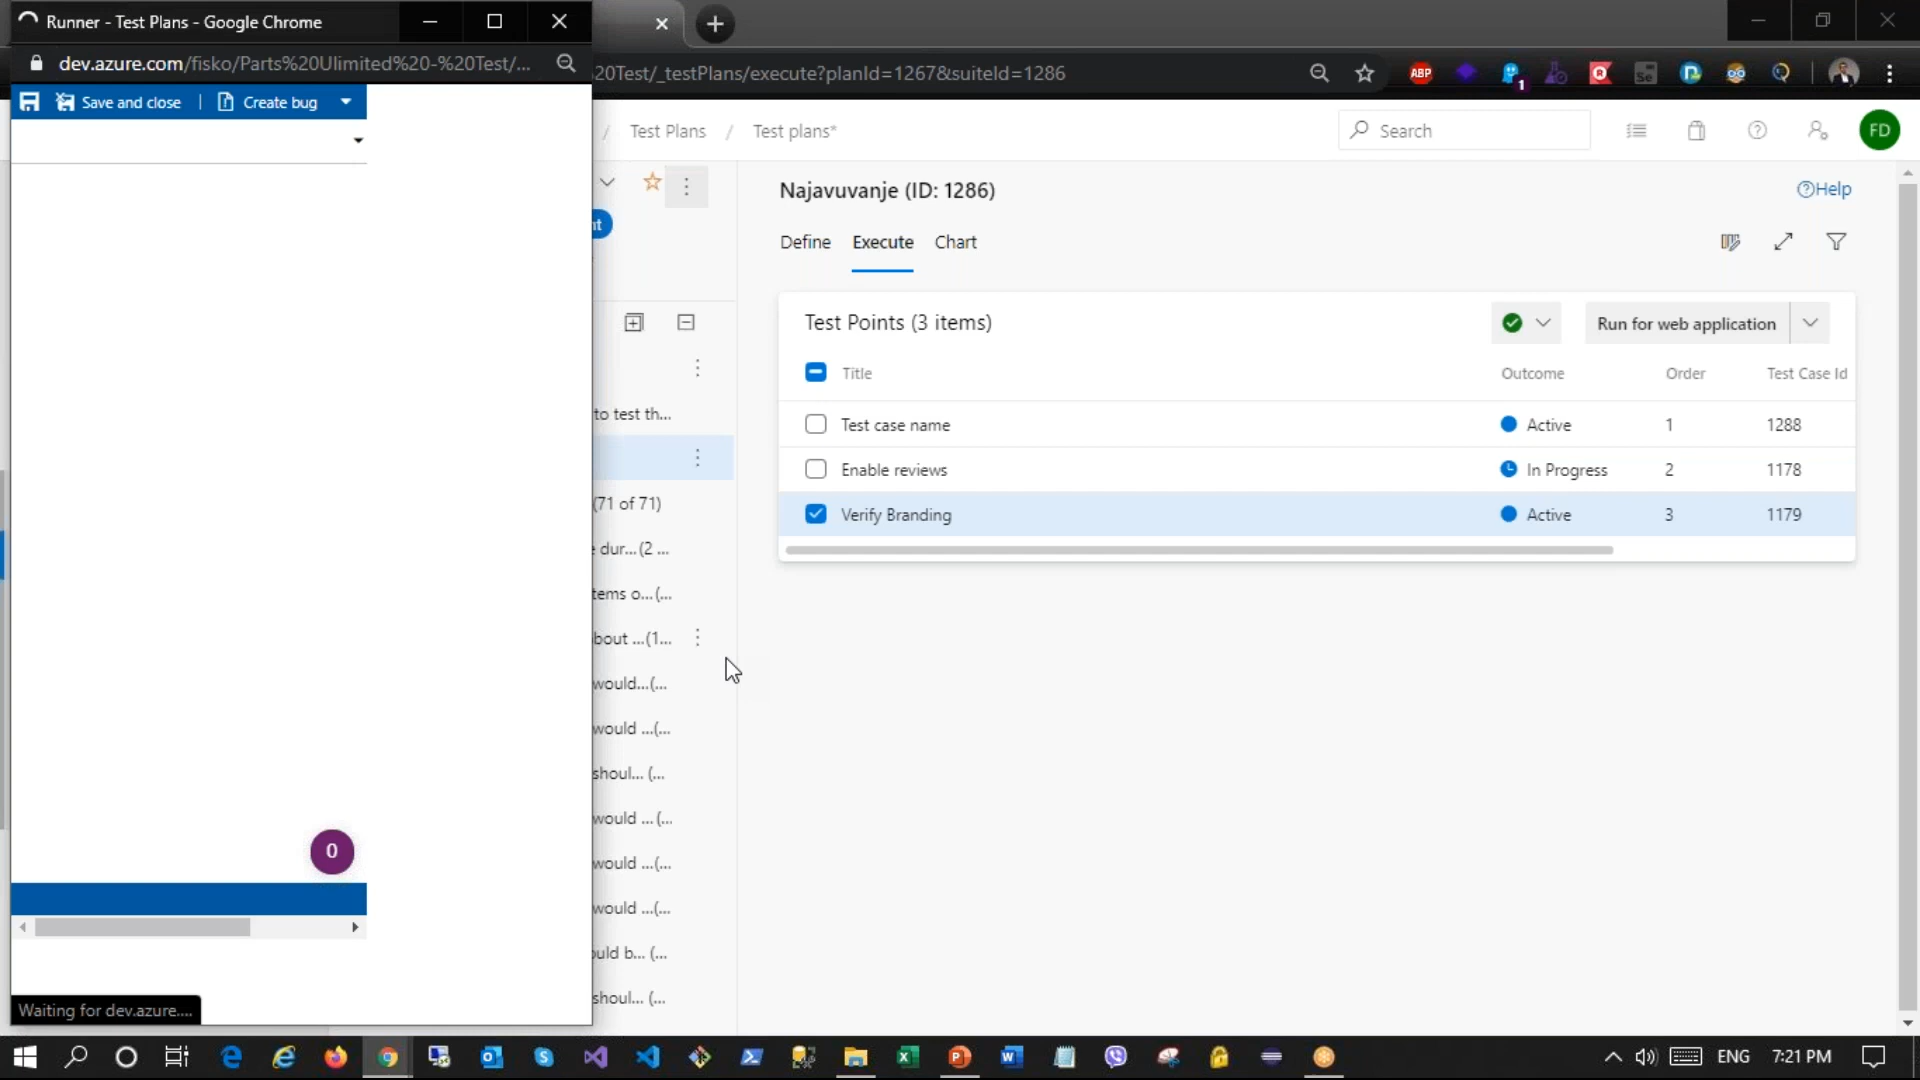 Runner - Test Plans - Google Chrome
dev.azure.com/fisko/Parts%20Ulimited%20-%20Test/...
20Test/_testPlans/execute?planId=1267&suiteId=1286
ABP
1
Se
Save and close | Create bug
/ Test Plans / Test plans*
Search
FD
Najavuvanje (ID: 1286)
Help
Define Execute Chart
Test Points (3 items)
Run for web application
Title Outcome Order Test Case Id
Test case name Active 1 1288
Enable reviews In Progress 2 1178
Verify Branding Active 3 1179
to test th...
(71 of 71)
dur...(2 ...
tems o...(...
bout ...(1...
would...(...
would ...(...
shoul... (...
would ...(...
would ...(...
would ...(...
ould b... (...
shoul... (...
0
Waiting for dev.azure....
ENG 7:21 PM